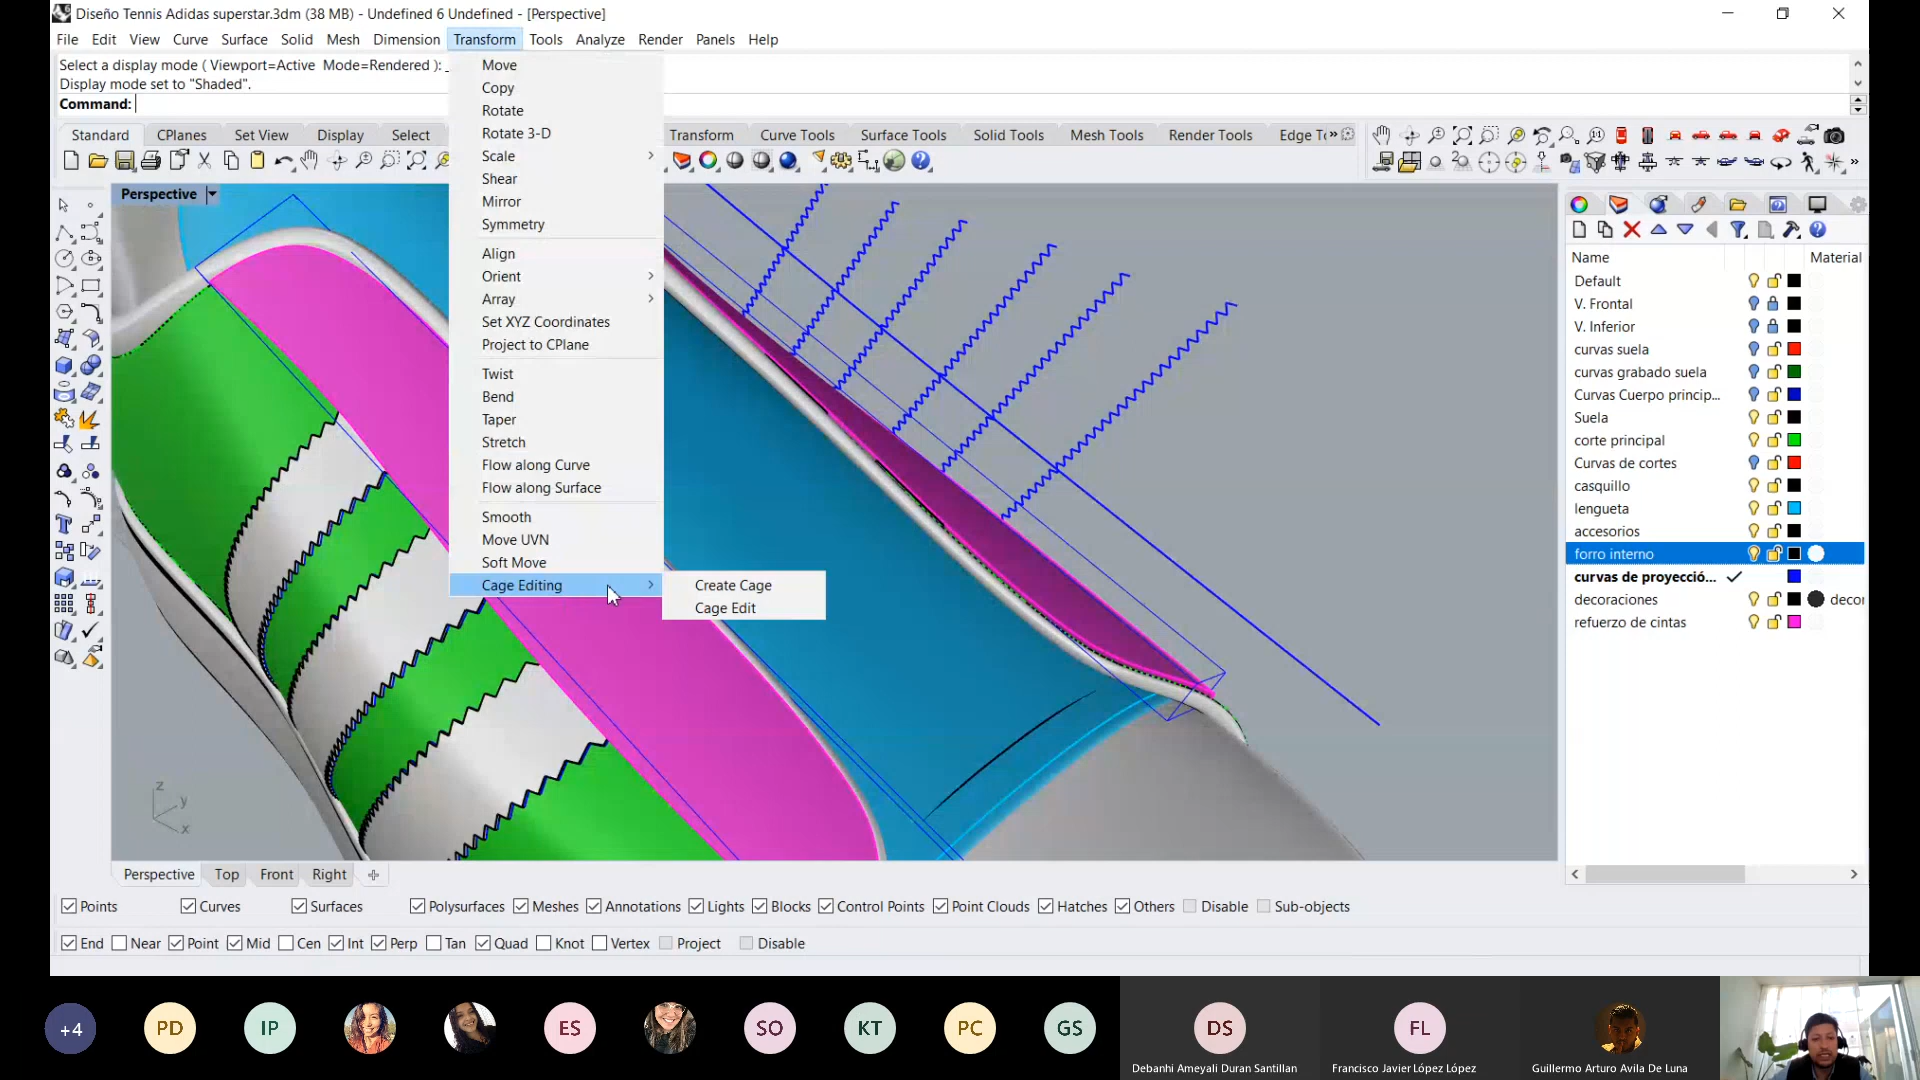 Diseño Tennis Adidas superstar.3dm (38 MB) - Undefined 6 Undefined - [Perspective]
File Edit View Curve Surface Solid Mesh Dimension Transform Tools Analyze Render Panels Help
Select a display mode ( Viewport=Active Mode=Rendered ): _
Display mode set to "Shaded".
Command:
Standard CPlanes Set View Display Select Transform Curve Tools Surface Tools Solid Tools Mesh Tools Render Tools Edge
Perspective
Move
Copy
Rotate
Rotate 3-D
Scale
Shear
Mirror
Symmetry
Align
Orient
Array
Set XYZ Coordinates
Project to CPlane
Twist
Bend
Taper
Stretch
Flow along Curve
Flow along Surface
Smooth
Move UVN
Soft Move
Cage Editing
Create Cage
Cage Edit
z
y
x
Name Material
Default
V. Frontal
V. Inferior
curvas suela
curvas grabado suela
Curvas Cuerpo princip...
Suela
corte principal
Curvas de cortes
casquillo
lengueta
accesorios
forro interno
curvas de proyecció...
decoraciones decor
refuerzo de cintas
Perspective Top Front Right
Points Curves Surfaces Polysurfaces Meshes Annotations Lights Blocks Control Points Point Clouds Hatches Others Disable Sub-objects
End Near Point Mid Cen Int Perp Tan Quad Knot Vertex Project Disable
+4 PD IP ES SO KT PC GS DS FL
Debanhi Ameyali Duran Santillan Francisco Javier López López Guillermo Arturo Avila De Luna